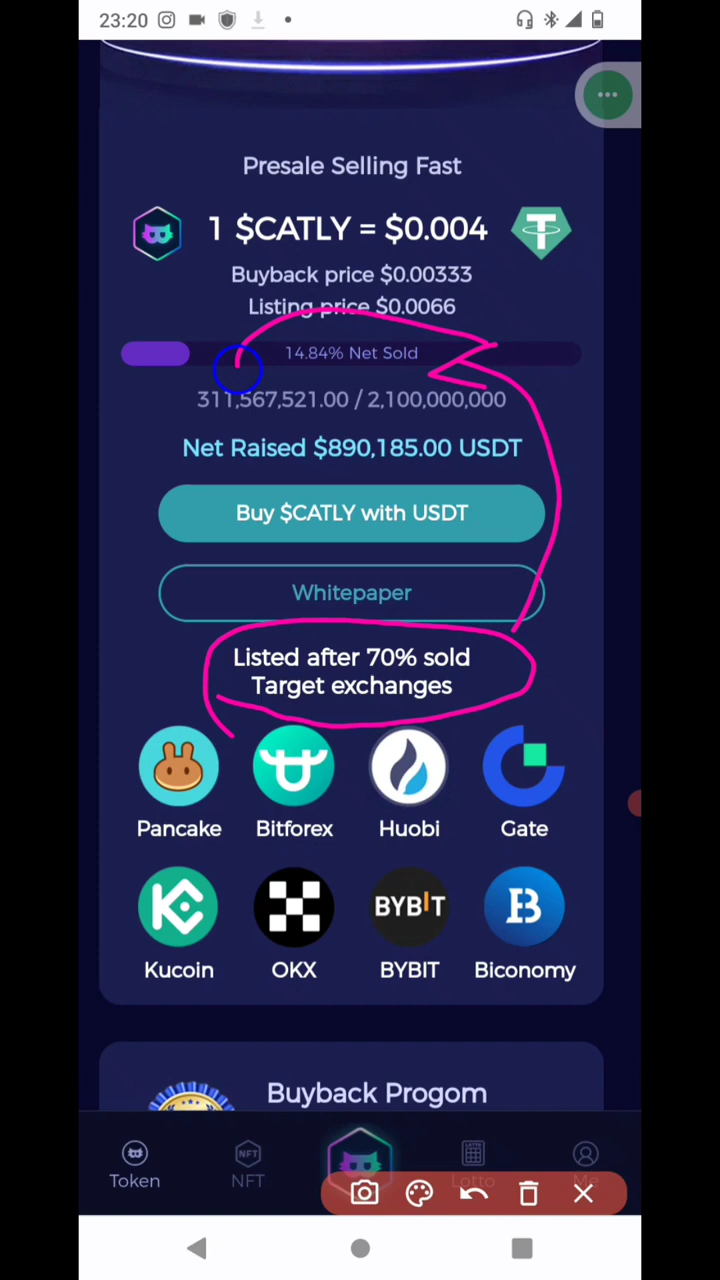 23:20
Presale Selling Fast
1 $CATLY = $0.004
Buyback price $0.00333
Listing price $0.0066
14.84% Net Sold
311,567,521.00 / 2,100,000,000
Net Raised $890,185.00 USDT
Buy $CATLY with USDT
Whitepaper
Listed after 70% sold
Target exchanges
BYBIT
Pancake Bitforex Huobi Gate
Kucoin OKX BYBIT Biconomy
Buyback Progom
NFT
Token NFT Lotto Me